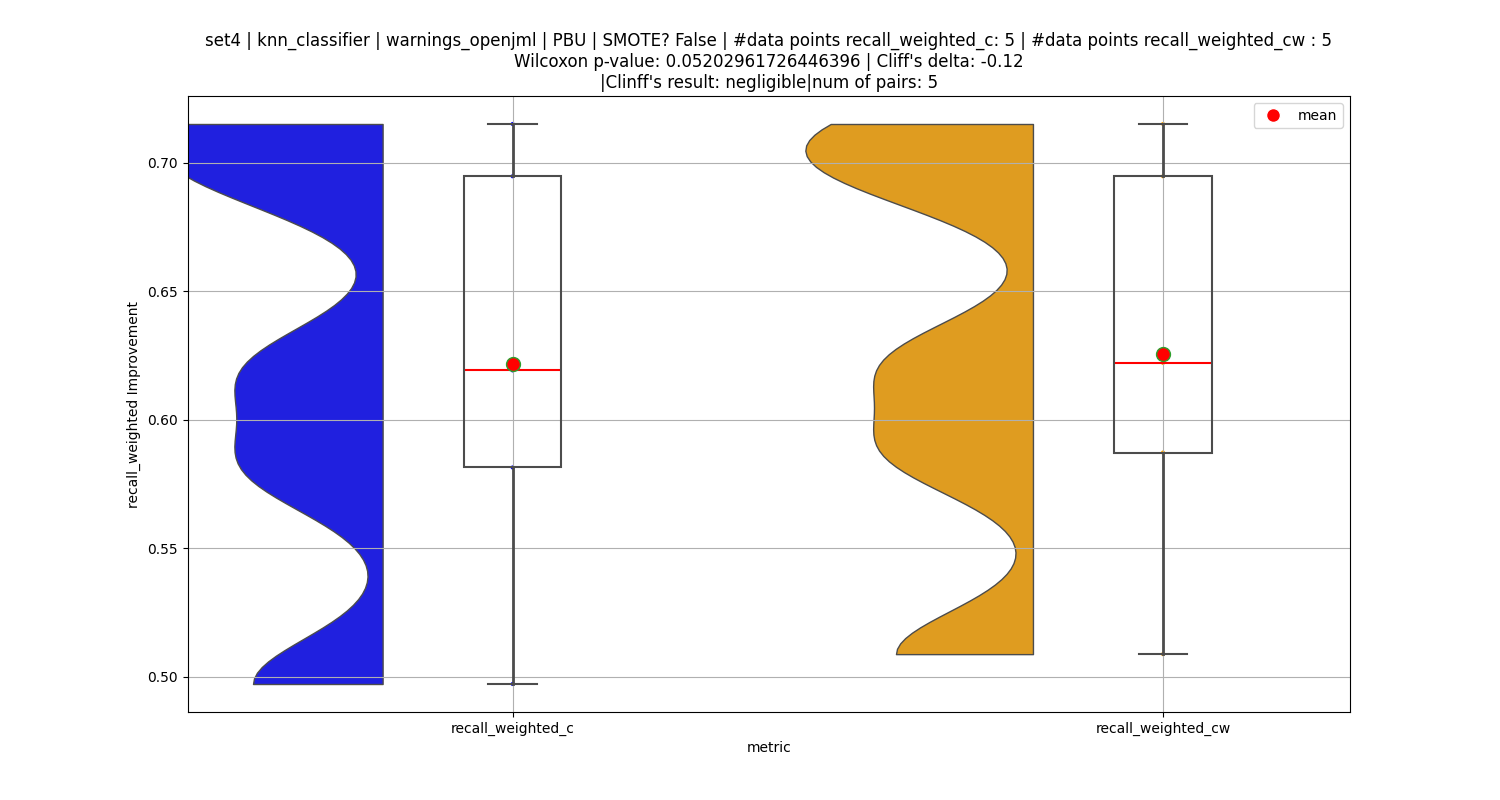 set4 | knn_classifier | warnings_openjml | PBU | SMOTE? False | #data points recall_weighted_c: 5 | #data points recall_weighted_cw : 5
Wilcoxon p-value: 0.05202961726446396 | Cliff's delta: -0.12
|Clinff's result: negligible|num of pairs: 5
mean
0.70
0.65
0.60
0.55
0.50
recall_weighted Improvement
recall_weighted_c
recall_weighted_cw
metric